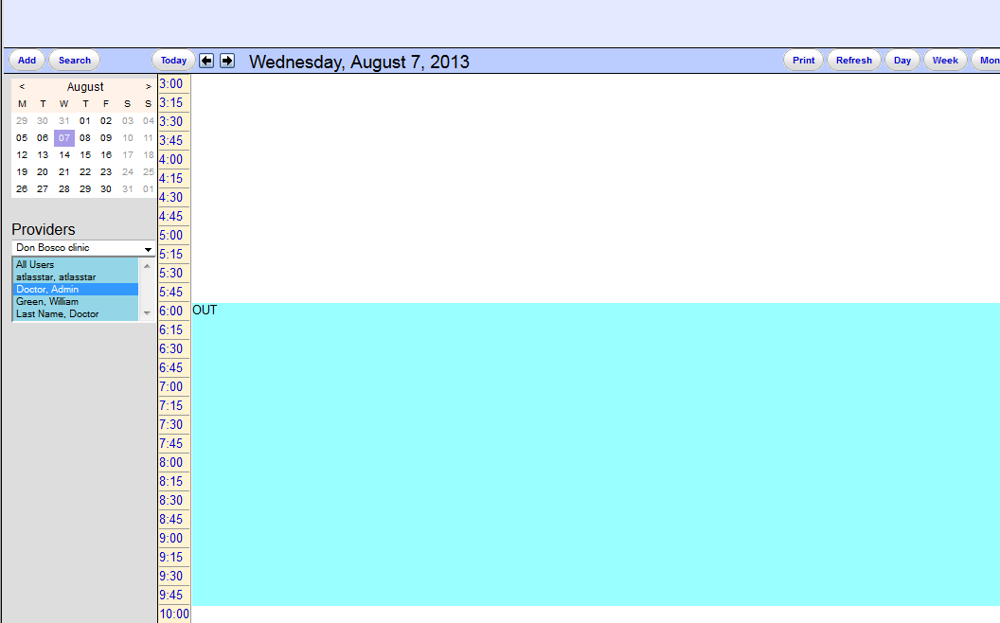 Add Search Today Wednesday, August 7, 2013 Print Refresh Day Week Mon
< August >
M T W T F S S
29 30 31 01 02 03 04
05 06 07 08 09 10 11
12 13 14 15 16 17 18
19 20 21 22 23 24 25
26 27 28 29 30 31 01
Providers
Don Bosco clinic
All Users
atlasstar, atlasstar
Doctor, Admin
Green, William
Last Name, Doctor
3:00
3:15
3:30
3:45
4:00
4:15
4:30
4:45
5:00
5:15
5:30
5:45
6:00 OUT
6:15
6:30
6:45
7:00
7:15
7:30
7:45
8:00
8:15
8:30
8:45
9:00
9:15
9:30
9:45
10:00